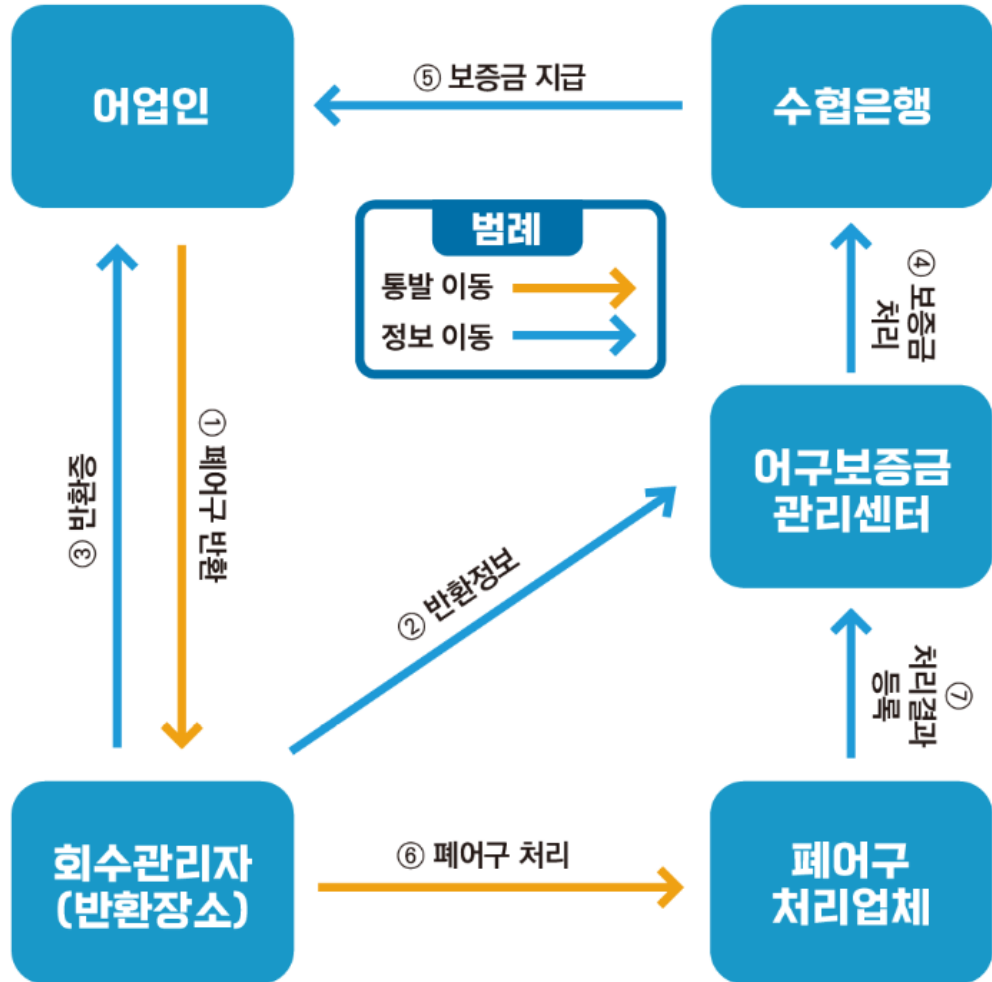 어업인
⑤ 보증금 지급
수협은행
범례
통발 이동
정보 이동
④ 보증금
처리
③ 반환증
① 폐어구 반환
② 반환정보
어구보증금
관리센터
⑦
처리결과
등록
회수관리자
(반환장소)
⑥ 폐어구 처리
폐어구
처리업체